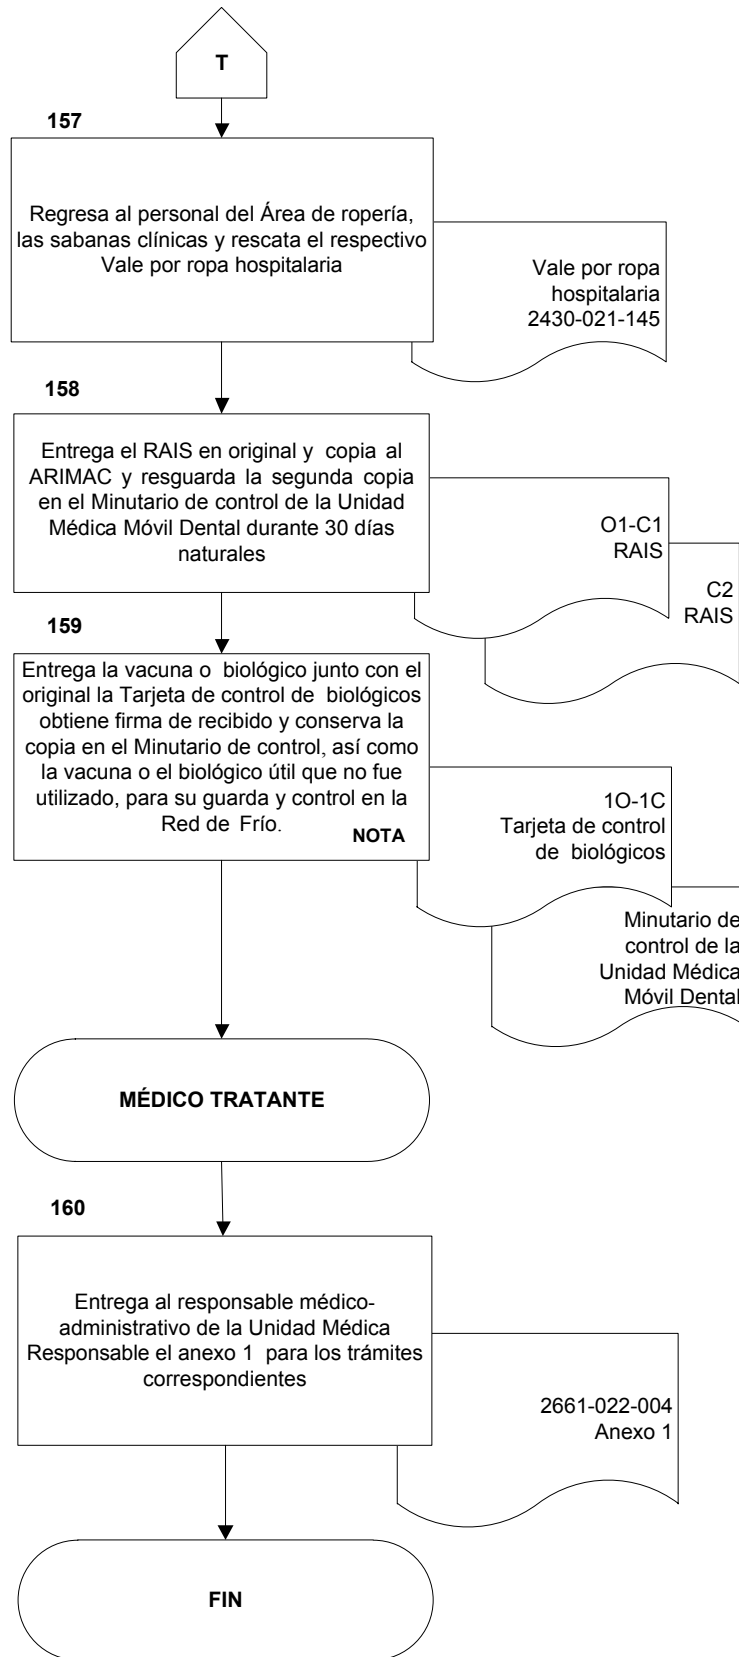 T
157
Regresa al personal del Área de ropería,
las sabanas clínicas y rescata el respectivo
Vale por ropa hospitalaria
Vale por ropa
hospitalaria
2430-021-145
158
Entrega el RAIS en original y copia al
ARIMAC y resguarda la segunda copia
en el Minutario de control de la Unidad
Médica Móvil Dental durante 30 días
naturales
O1-C1
RAIS
C2
RAIS
159
Entrega la vacuna o biológico junto con el
original la Tarjeta de control de biológicos
obtiene firma de recibido y conserva la
copia en el Minutario de control, así como
la vacuna o el biológico útil que no fue
utilizado, para su guarda y control en la
Red de Frío.
NOTA
1O-1C
Tarjeta de control
de biológicos
Minutario de
control de la
Unidad Médica
Móvil Dental
MÉDICO TRATANTE
160
Entrega al responsable médico-
administrativo de la Unidad Médica
Responsable el anexo 1 para los trámites
correspondientes
2661-022-004
Anexo 1
FIN